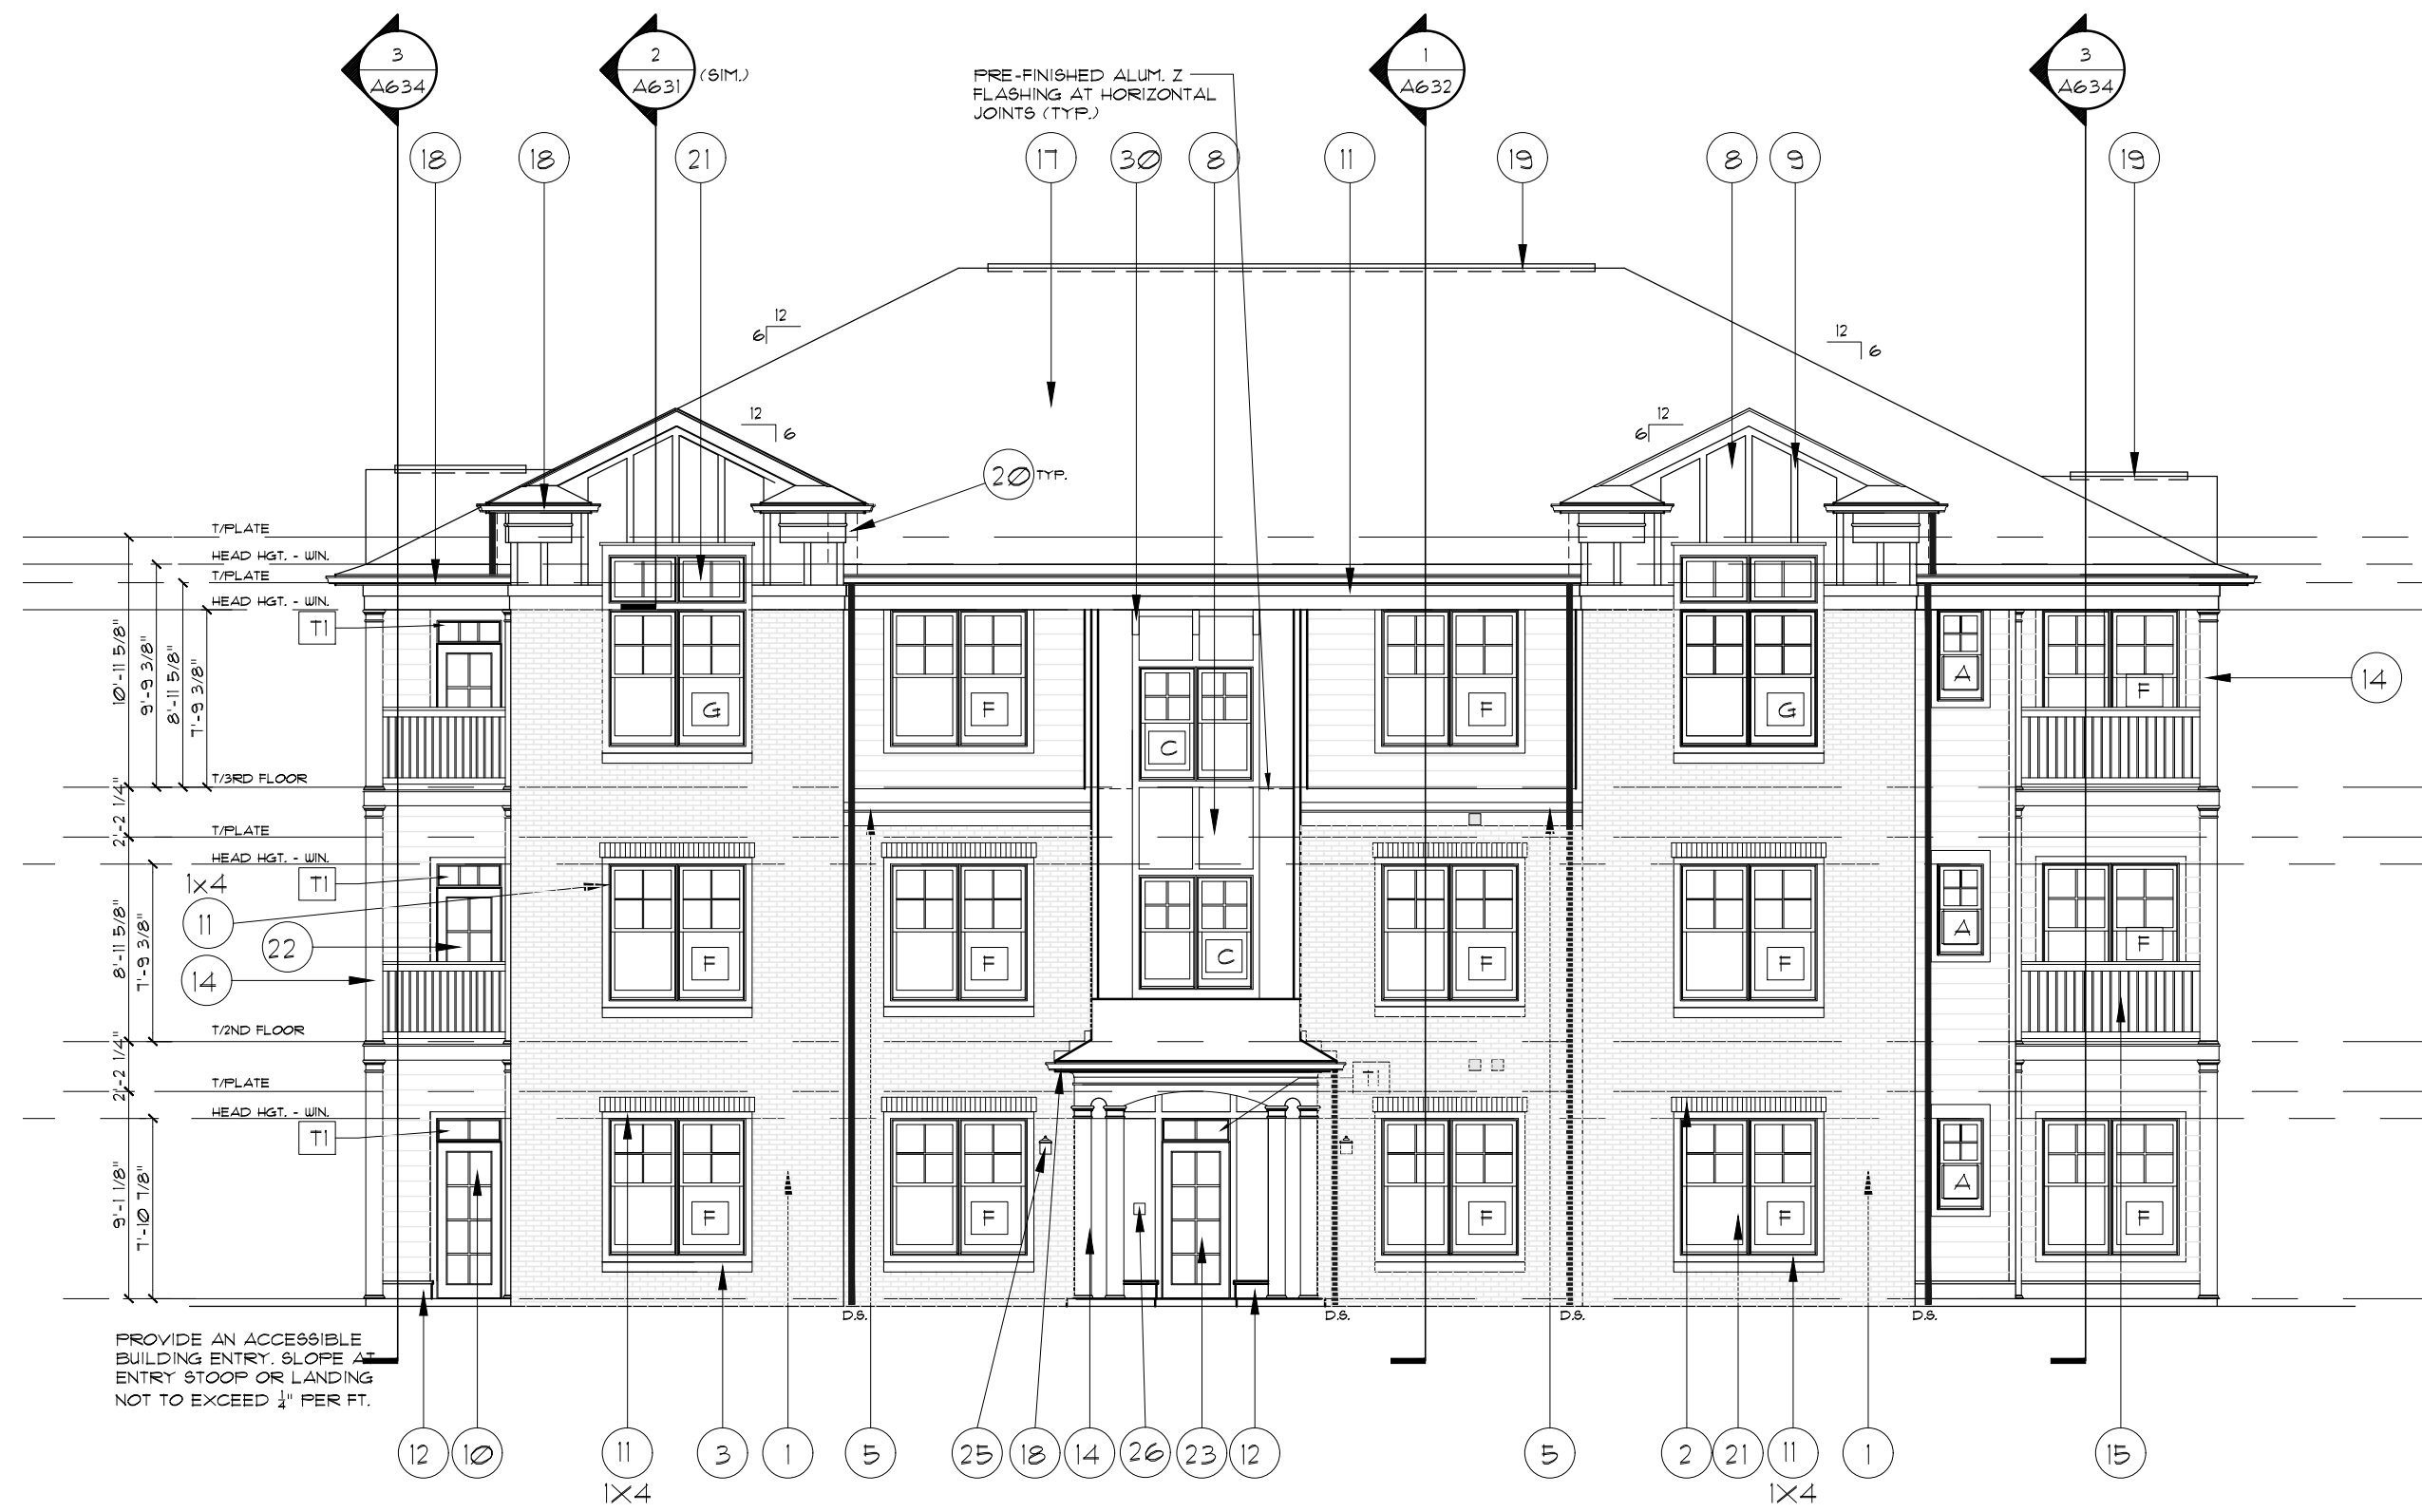 3
A634
2
A631
(SIM.)
PRE-FINISHED ALUM. Z
FLASHING AT HORIZONTAL
JOINTS (TYP.)
1
A632
3
A634
18
18
21
17
30
8
11
19
8
9
19
12
6
12
6
12
6
12
6
20 TYP.
T/PLATE
HEAD HGT. - WIN.
T/PLATE
HEAD HGT. - WIN.
T1
10'-11 5/8"
9'-9 3/8"
8'-11 5/8"
7'-9 3/8"
G
F
C
F
G
A
F
14
T/3RD FLOOR
2'-2 1/4"
T/PLATE
HEAD HGT. - WIN.
T1
1X4
11
22
14
8'-11 5/8"
7'-9 3/8"
F
F
C
F
F
A
F
T/2ND FLOOR
2'-2 1/4"
T/PLATE
HEAD HGT. - WIN.
T1
T1
9'-1 1/8"
7'-10 7/8"
F
F
F
F
A
F
D.S.
D.S.
D.S.
D.S.
PROVIDE AN ACCESSIBLE
BUILDING ENTRY. SLOPE AT
ENTRY STOOP OR LANDING
NOT TO EXCEED 1/4" PER FT.
12
10
11
1X4
3
1
5
25
18
14
26
23
12
5
2
21
11
1X4
1
15